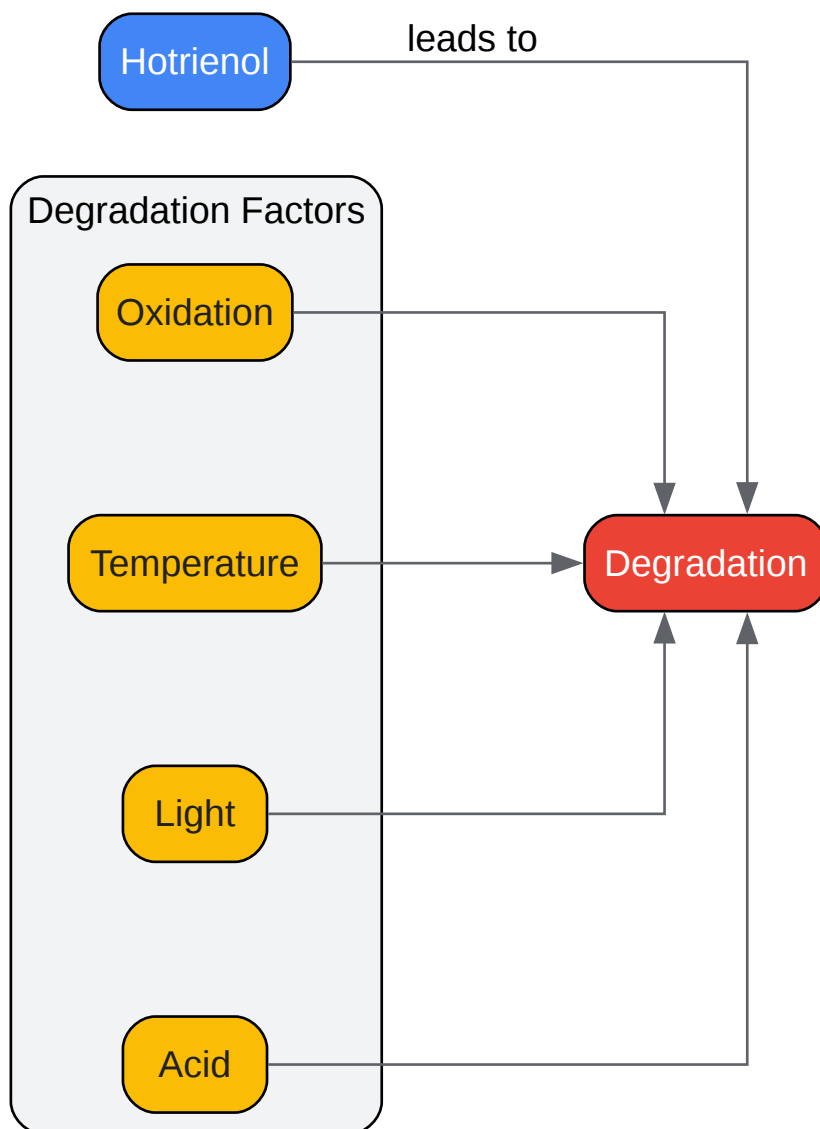 Hotrienol
leads to
Degradation Factors
Oxidation
Temperature
Degradation
Light
Acid